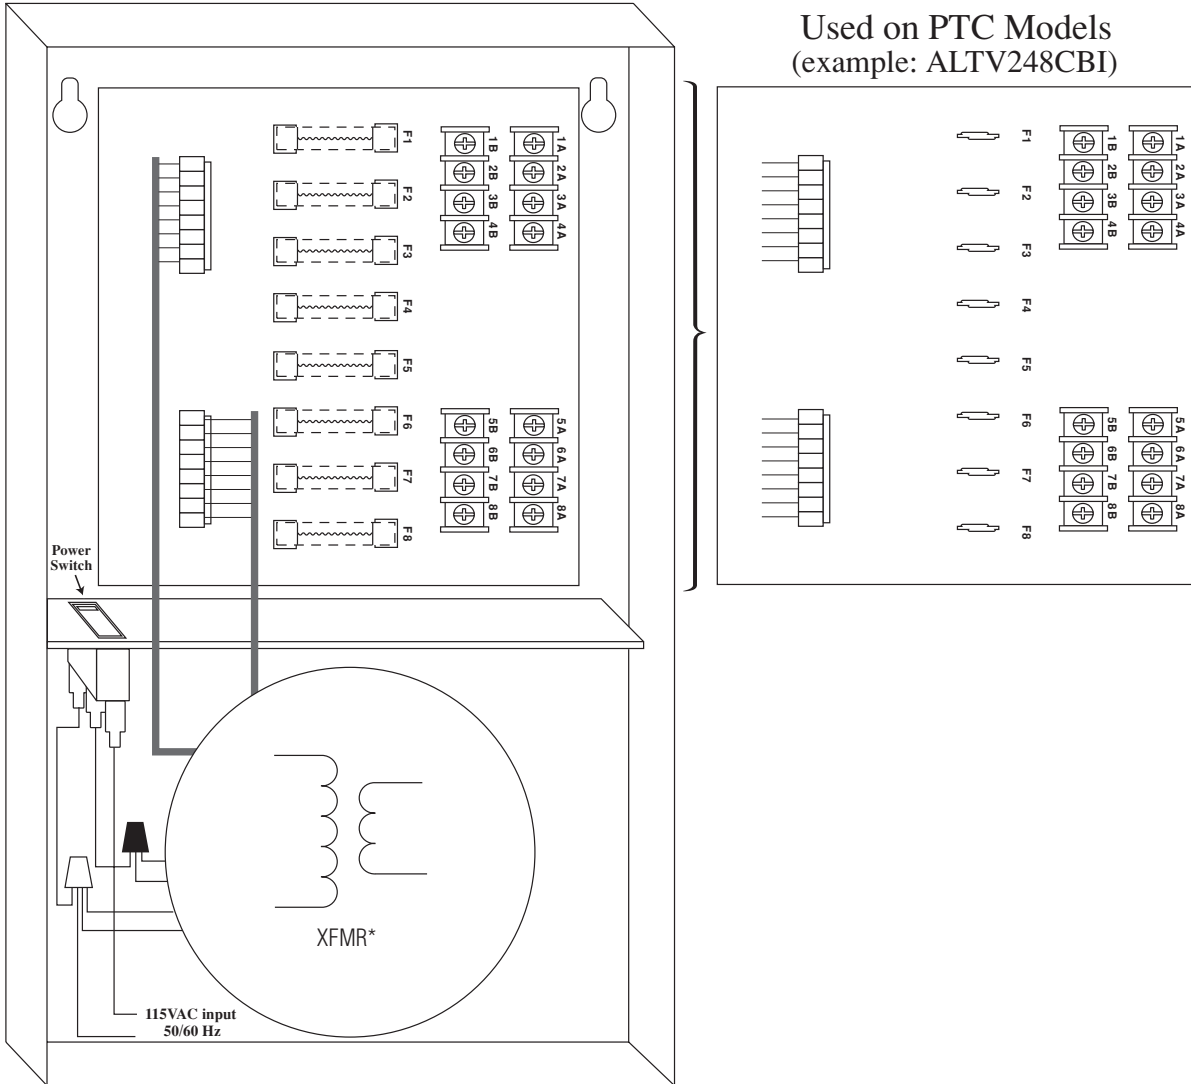 Used on PTC Models
(example: ALTV248CBI)
F1
F2
F3
F4
F5
F6
F7
F8
1B
2B
3B
4B
1A
2A
3A
4A
5B
6B
7B
8B
5A
6A
7A
8A
F1
F2
F3
F4
F5
F6
F7
F8
1B
2B
3B
4B
1A
2A
3A
4A
5B
6B
7B
8B
5A
6A
7A
8A
Power
Switch
XFMR*
115VAC input
50/60 Hz